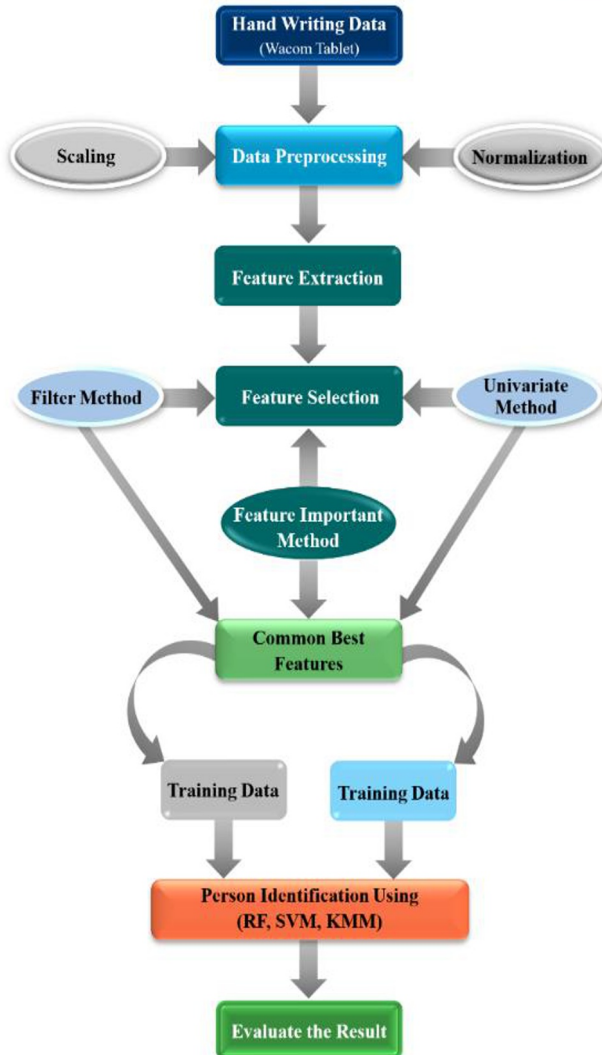 Hand Writing Data
(Wacom Tablet)
Scaling
Data Preprocessing
Normalization
Feature Extraction
Filter Method
Feature Selection
Univariate
Method
Feature Important
Method
Common Best
Features
Training Data
Training Data
Person Identification Using
(RF, SVM, KMM)
Evaluate the Result